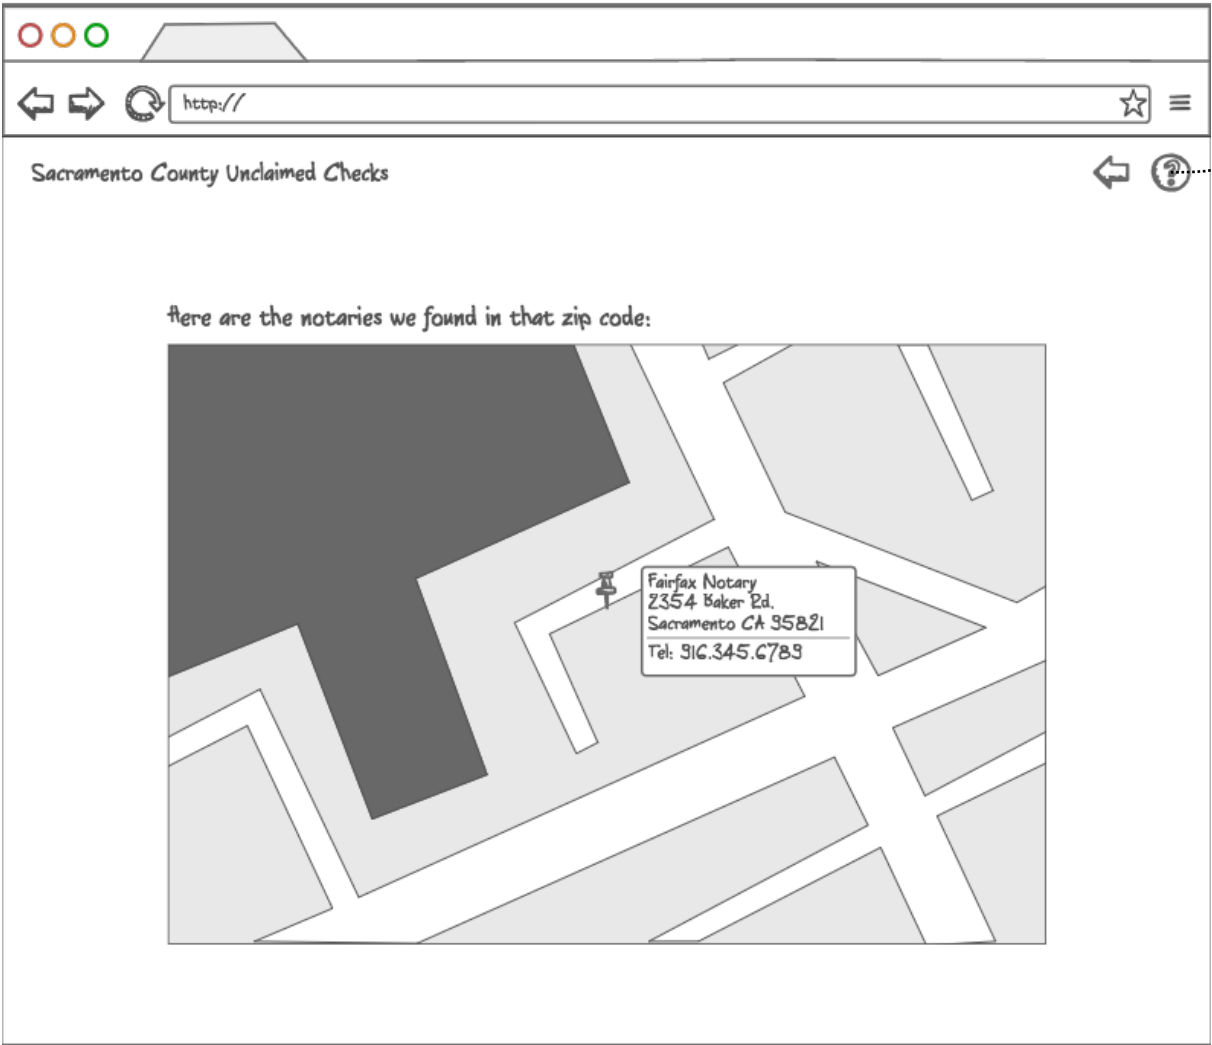 http://
Sacramento County Unclaimed Checks
Here are the notaries we found in that zip code:
Fairfax Notary
2354 Baker Rd.
Sacramento CA 95821
Tel: 916.345.6789